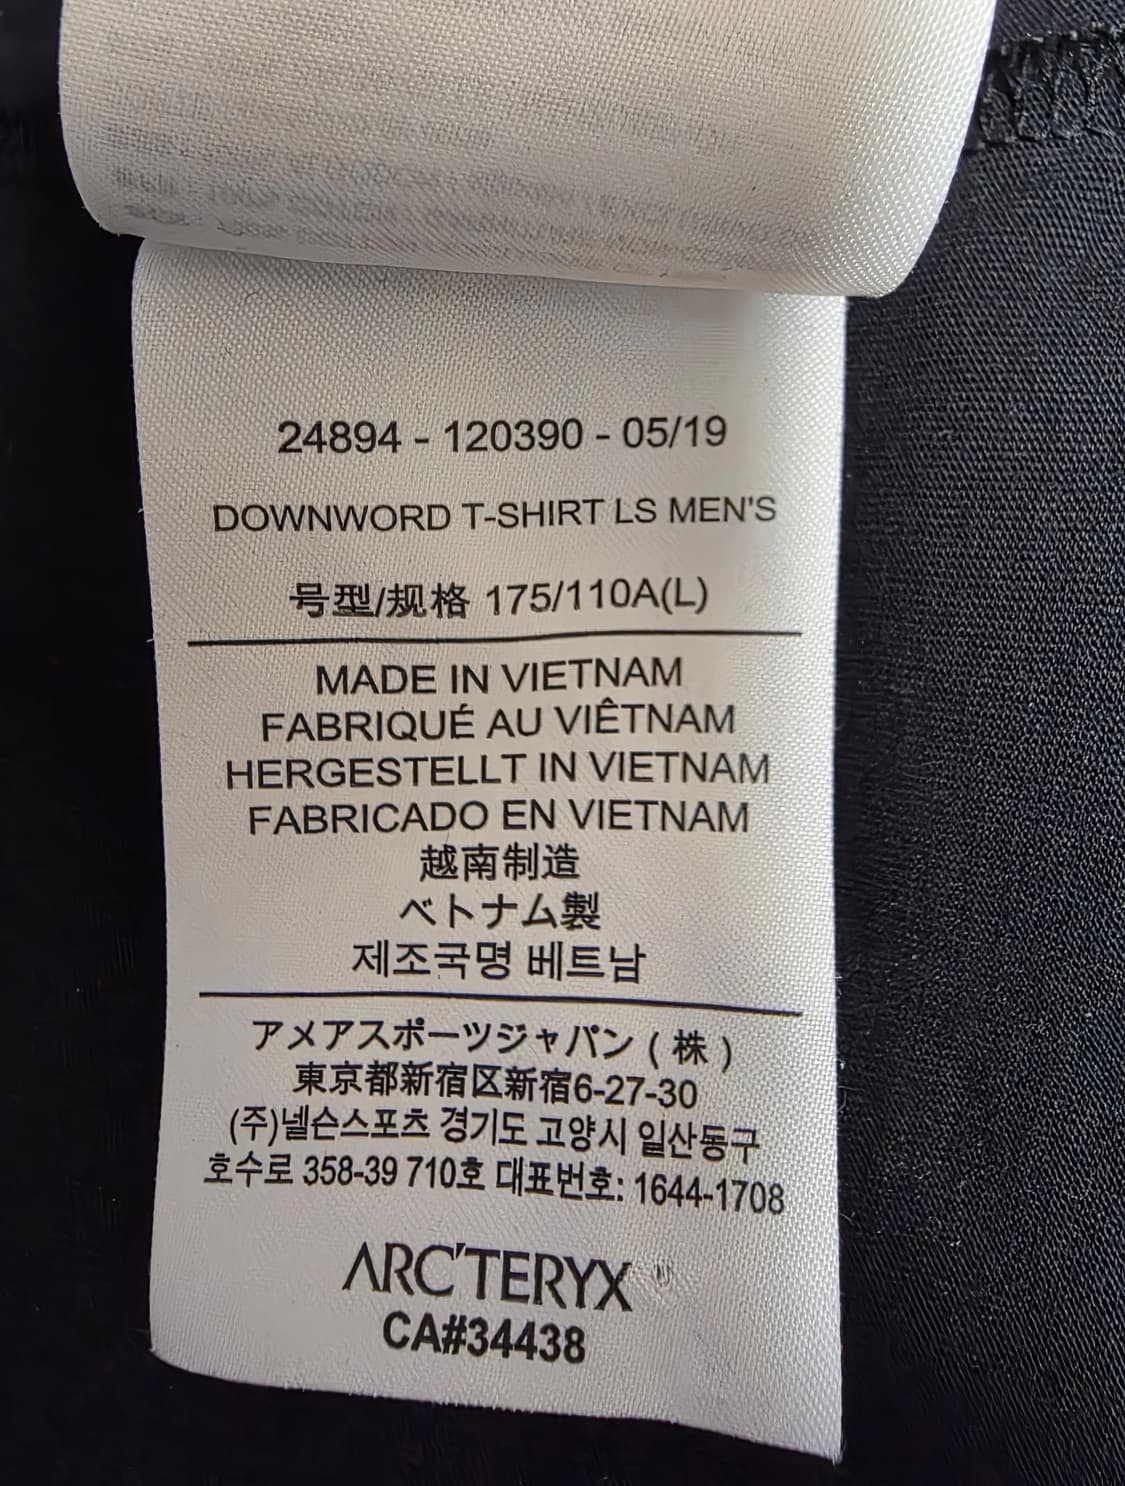 24894 - 120390 - 05/19
DOWNWORD T-SHIRT LS MEN'S
号型/规格 175/110A(L)
MADE IN VIETNAM
FABRIQUÉ AU VIÊTNAM
HERGESTELLT IN VIETNAM
FABRICADO EN VIETNAM
越南制造
ベトナム製
제조국명 베트남
アメアスポーツジャパン ( 株 )
東京都新宿区新宿6-27-30
(주)넬슨스포츠 경기도 고양시 일산동구
호수로 358-39 710호 대표번호: 1644-1708
ARC'TERYX
CA#34438